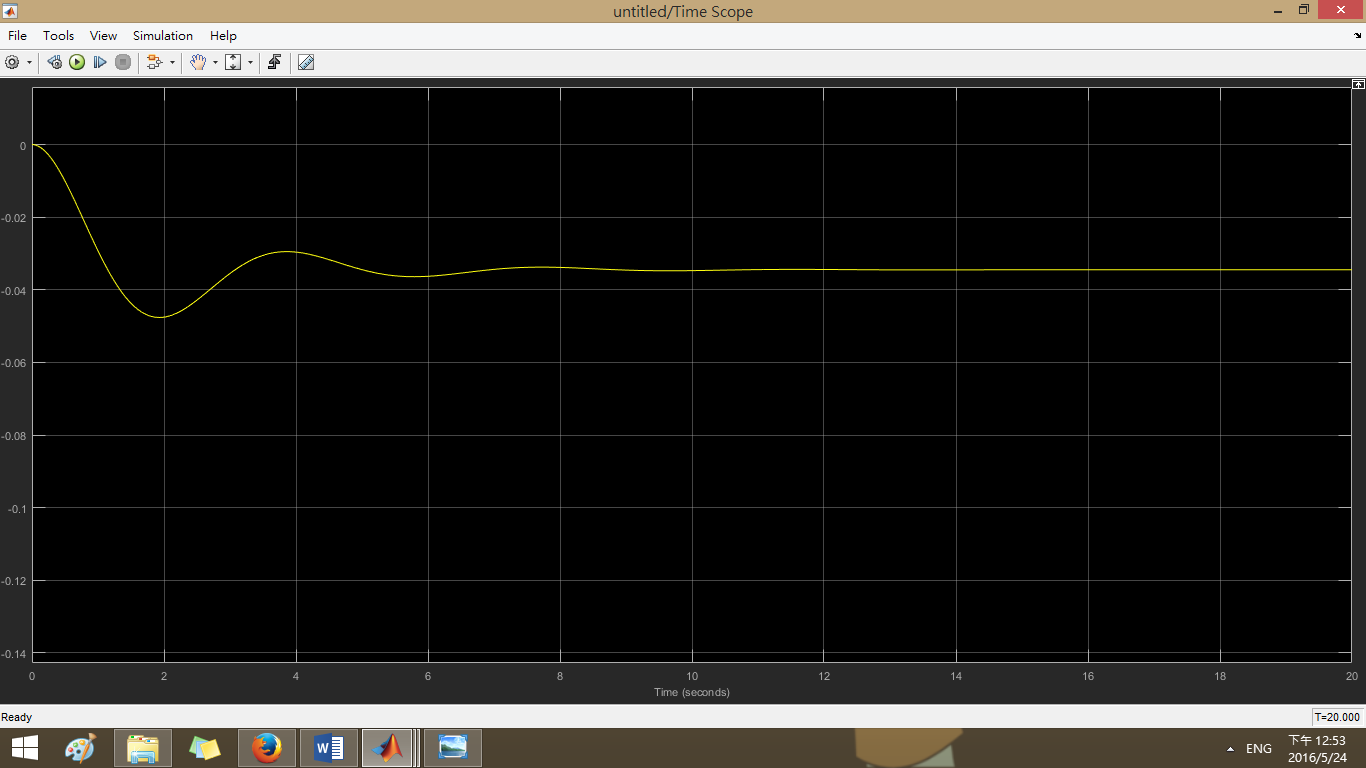 untitled/Time Scope
File Tools View Simulation Help
0
-0.02
-0.04
-0.06
-0.08
-0.1
-0.12
-0.14
0 2 4 6 8 10 12 14 16 18 20
Time (seconds)
Ready T=20.000
ENG 下午 12:53
2016/5/24